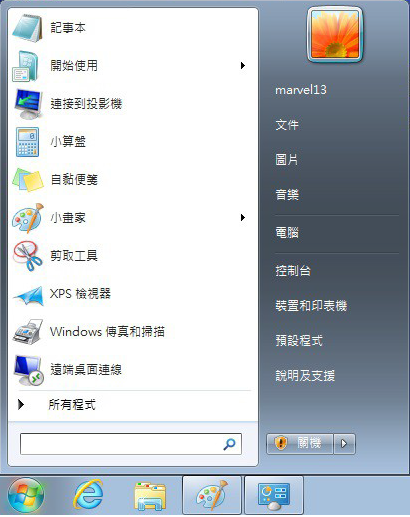 記事本
開始使用
連接到投影機
小算盤
自黏便箋
小畫家
剪取工具
XPS 檢視器
Windows 傳真和掃描
遠端桌面連線
所有程式
marvel13
文件
圖片
音樂
電腦
控制台
裝置和印表機
預設程式
說明及支援
關機